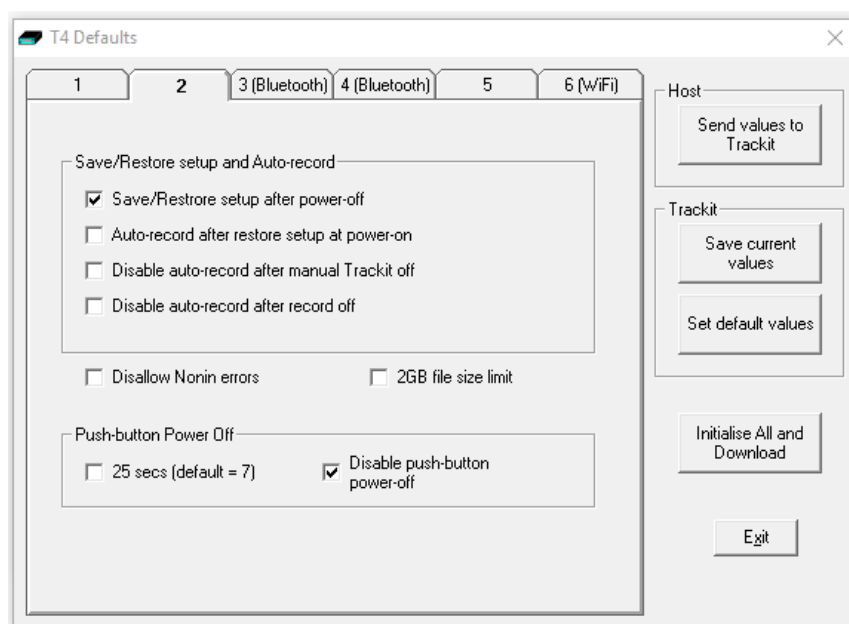 T4 Defaults
1
2
3 (Bluetooth)
4 (Bluetooth)
5
6 (WiFi)
Save/Restore setup and Auto-record
Save/Restrore setup after power-off
Auto-record after restore setup at power-on
Disable auto-record after manual Trackit off
Disable auto-record after record off
Disallow Nonin errors
2GB file size limit
Push-button Power Off
25 secs (default = 7)
Disable push-button
power-off
Host
Send values to
Trackit
Trackit
Save current
values
Set default values
Initialise All and
Download
Exit